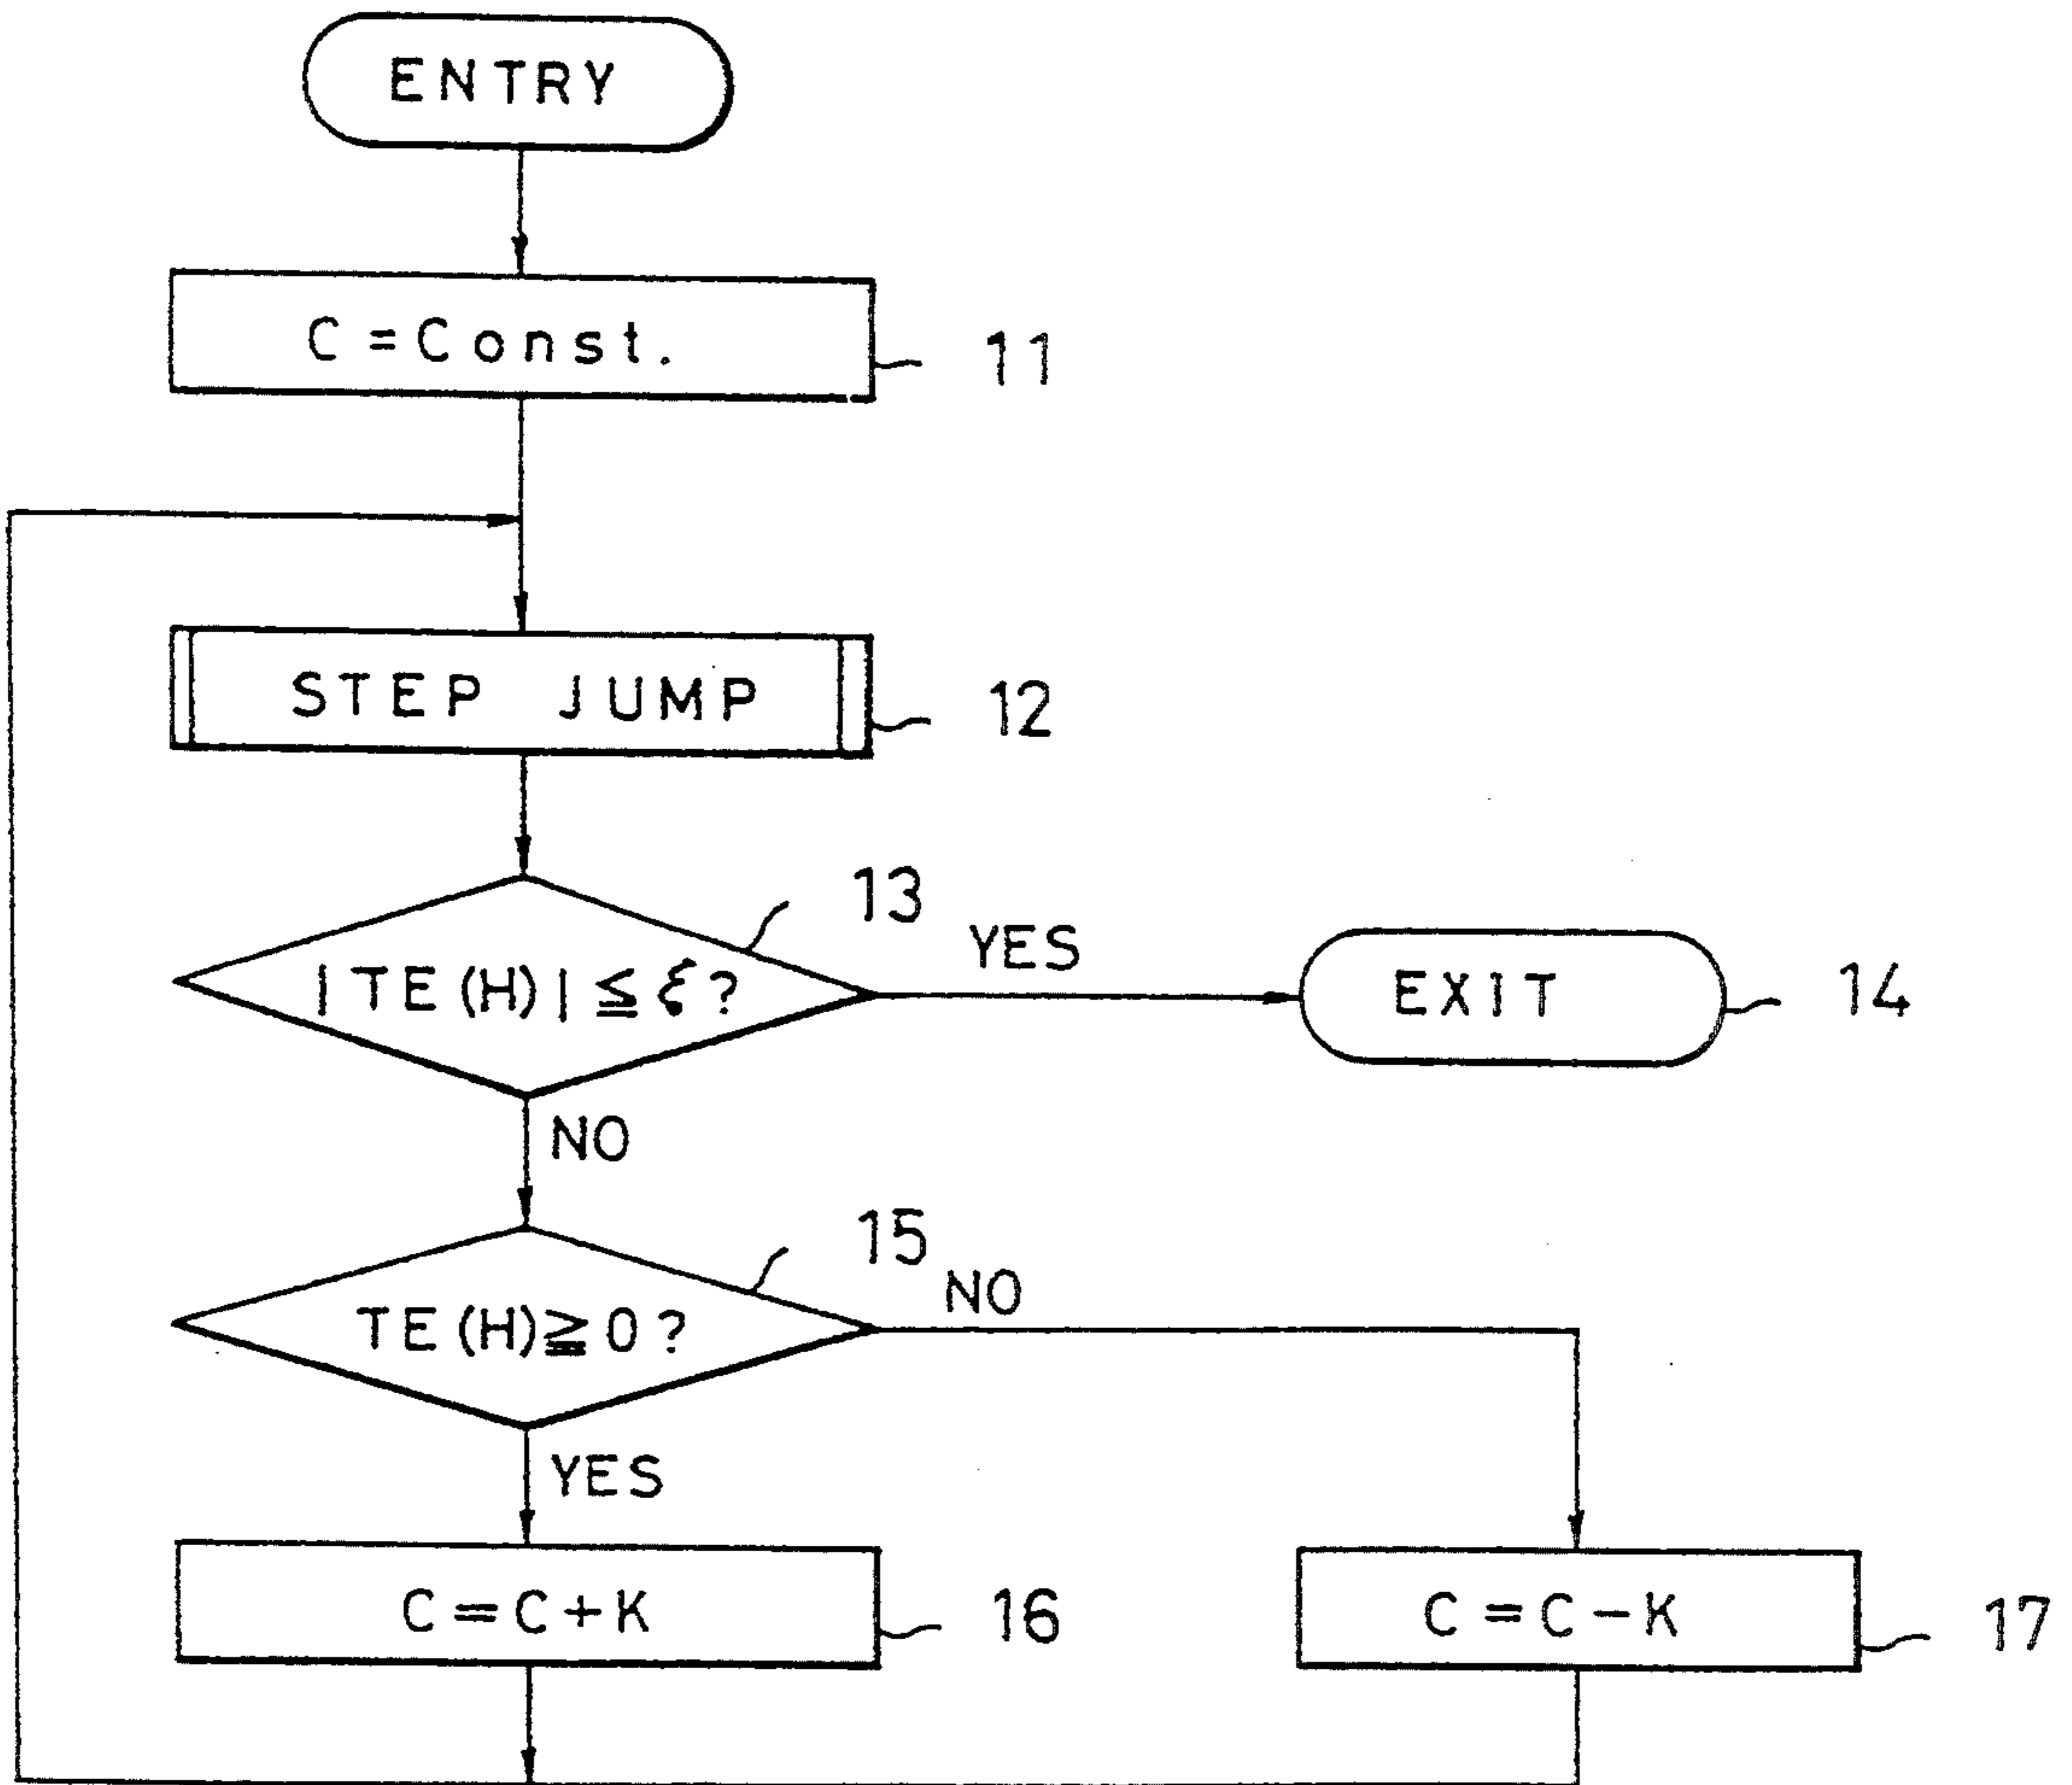 ENTRY
C=Const.
11
STEP JUMP
12
13
|TE(H)|≦ξ?
YES
EXIT
14
NO
15
TE(H)≧0?
NO
YES
C=C+K
16
C=C-K
17